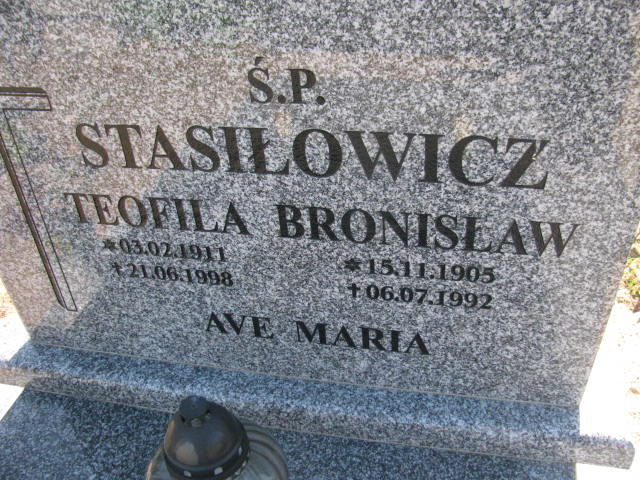 Ś.P.
STASIŁOWICZ
TEOFILA BRONISŁAW
*03.02.1911 *15.11.1905
†21.06.1998 †06.07.1992
AVE MARIA